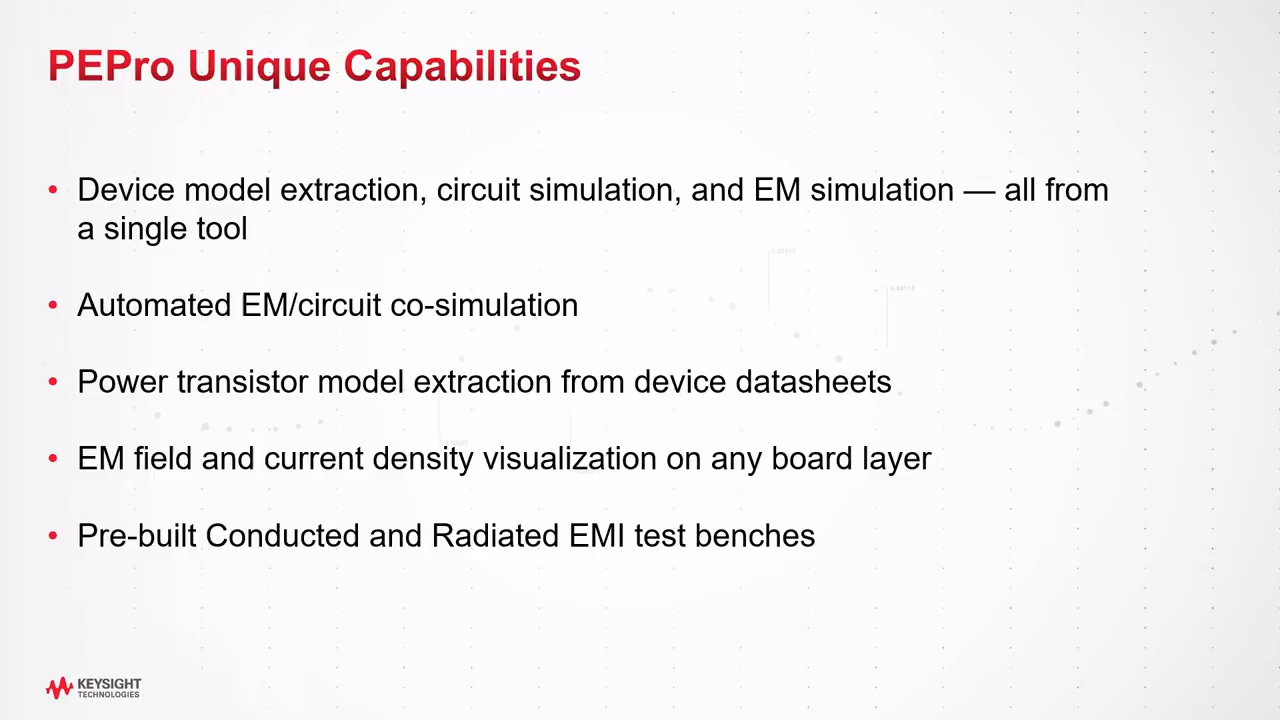 PEPro Unique Capabilities
• Device model extraction, circuit simulation, and EM simulation — all from
a single tool
• Automated EM/circuit co-simulation
• Power transistor model extraction from device datasheets
• EM field and current density visualization on any board layer
• Pre-built Conducted and Radiated EMI test benches
KEYSIGHT
TECHNOLOGIES